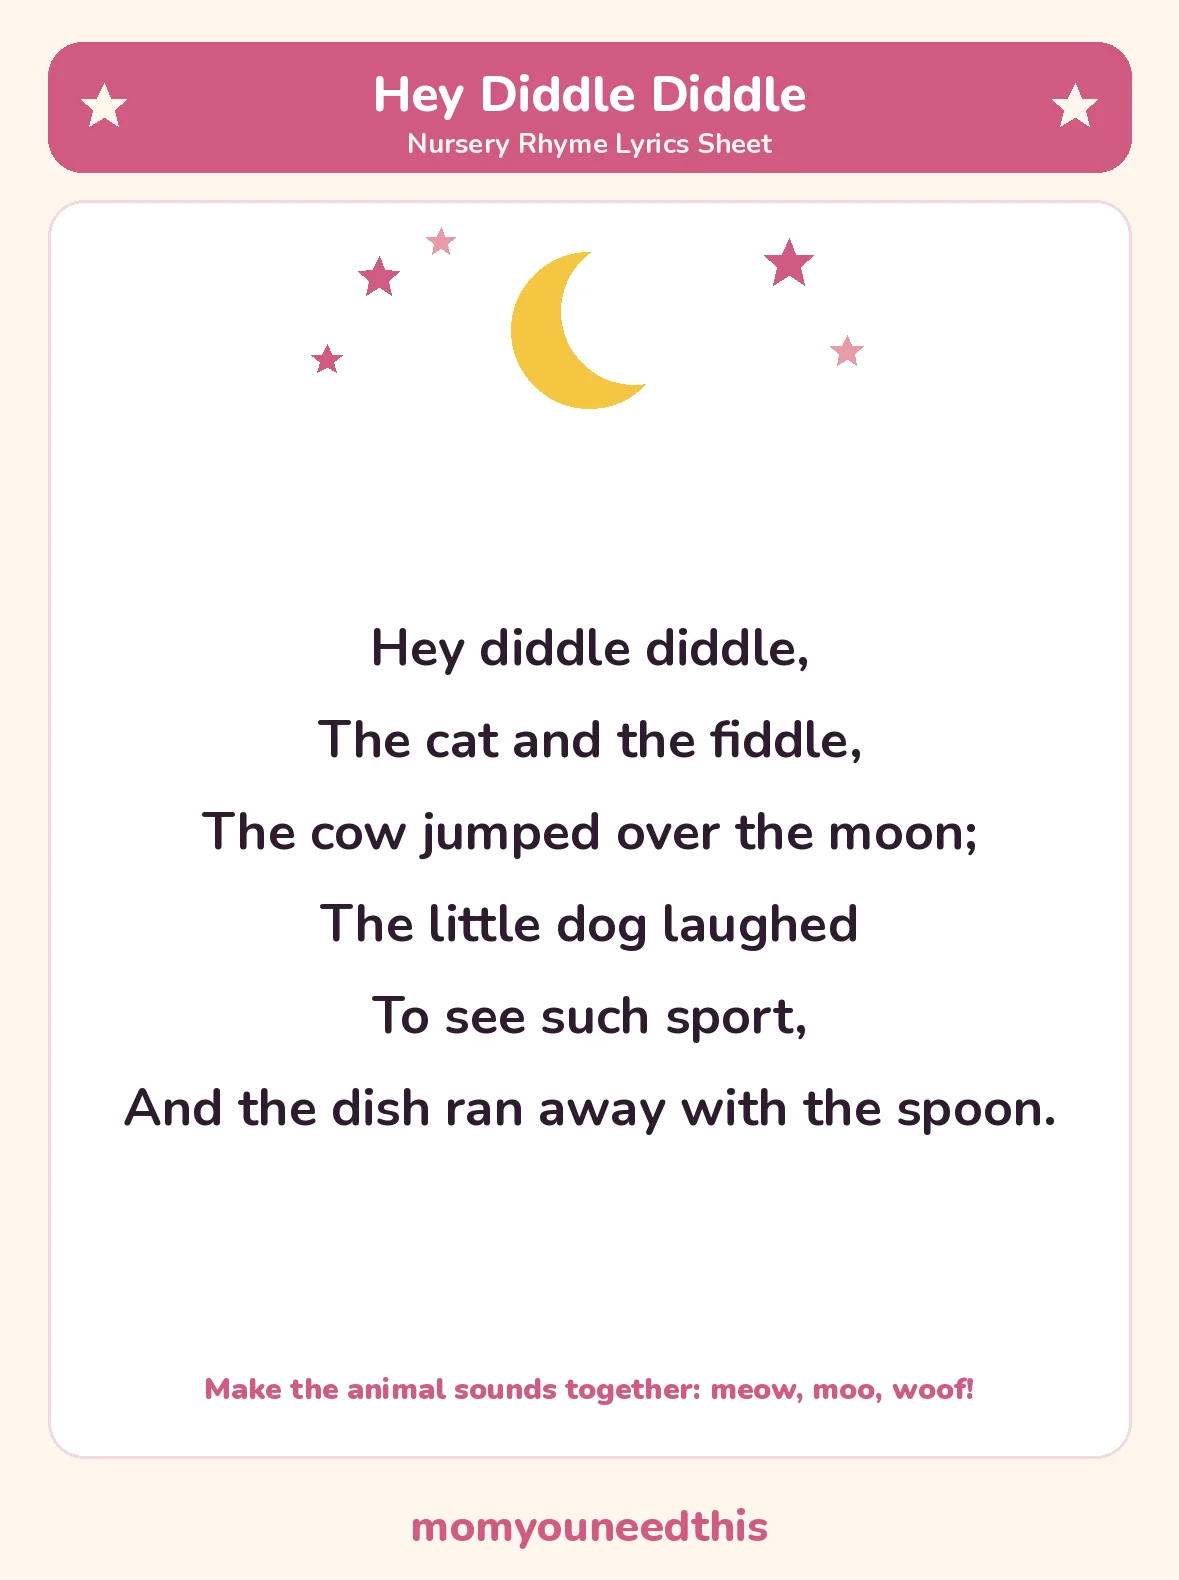 Hey Diddle Diddle
Nursery Rhyme Lyrics Sheet
Hey diddle diddle,
The cat and the fiddle,
The cow jumped over the moon;
The little dog laughed
To see such sport,
And the dish ran away with the spoon.
Make the animal sounds together: meow, moo, woof!
momyouneedthis